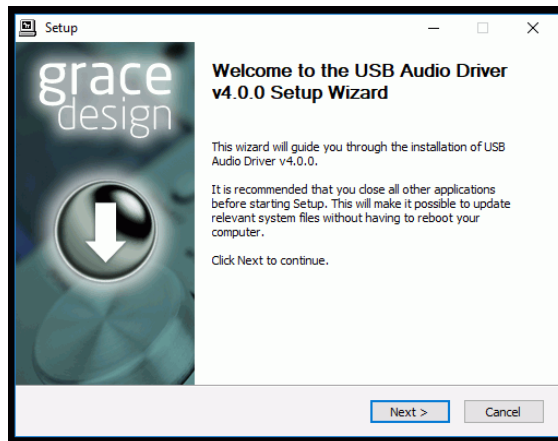 Setup
grace
design
Welcome to the USB Audio Driver
v4.0.0 Setup Wizard
This wizard will guide you through the installation of USB
Audio Driver v4.0.0.
It is recommended that you close all other applications
before starting Setup. This will make it possible to update
relevant system files without having to reboot your
computer.
Click Next to continue.
Next >
Cancel